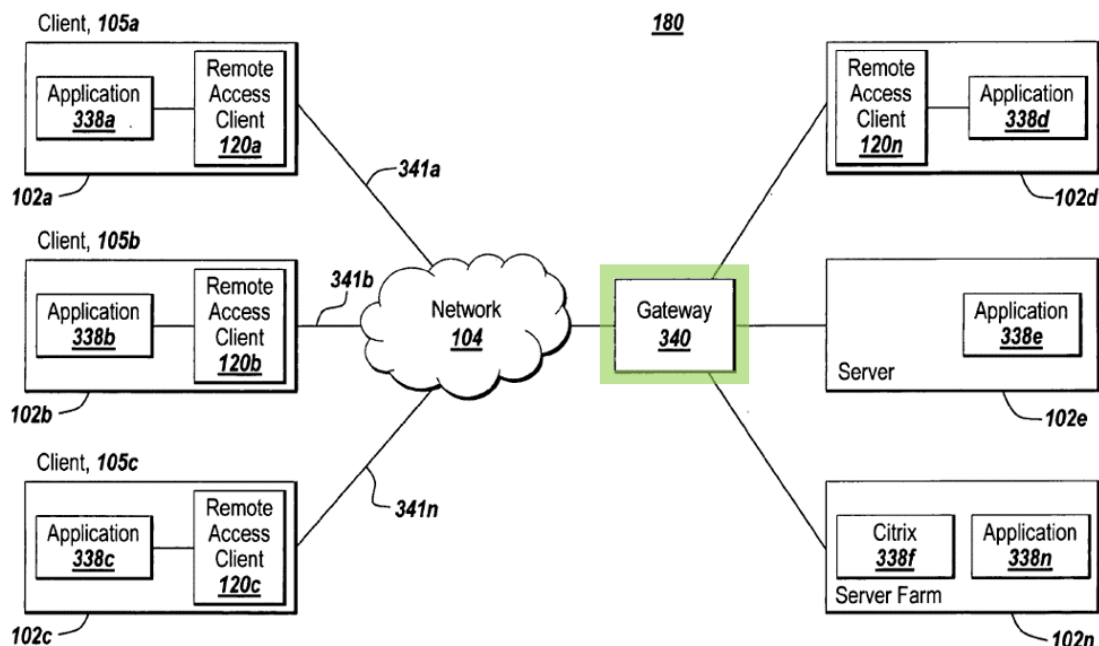 Client, 105a
180
Application
338a
Remote
Access
Client
120a
Remote
Access
Client
120n
Application
338d
341a
102a
102d
Client, 105b
Application
338b
Remote
Access
Client
120b
341b
Network
104
Gateway
340
Application
338e
Server
102b
102e
Client, 105c
Application
338c
Remote
Access
Client
120c
341n
Citrix
338f
Application
338n
Server Farm
102c
102n